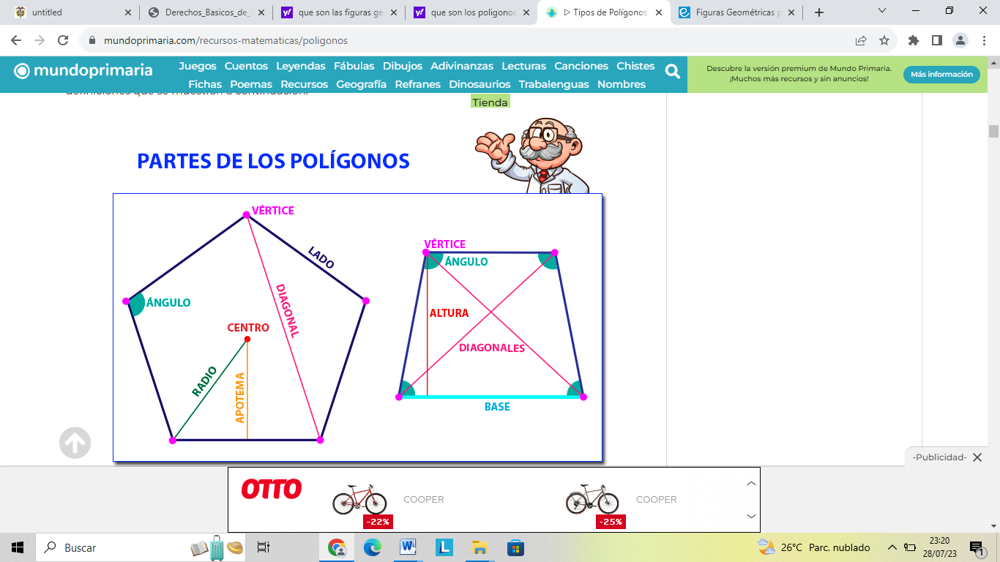 untitled
Derechos_Basicos_de_
que son las figuras ge
que son los poligonos
▷ Tipos de Polígonos
Figuras Geométricas p
mundoprimaria.com/recursos-matematicas/poligonos
mundoprimaria
Juegos Cuentos Leyendas Fábulas Dibujos Adivinanzas Lecturas Canciones Chistes
Fichas Poemas Recursos Geografía Refranes Dinosaurios Trabalenguas Nombres
Tienda
Descubre la versión premium de Mundo Primaria.
¡Muchos más recursos y sin anuncios!
Más información
definiciones que se muestran a continuación:
PARTES DE LOS POLÍGONOS
VÉRTICE
LADO
DIAGONAL
ÁNGULO
CENTRO
RADIO
APOTEMA
VÉRTICE
ÁNGULO
ALTURA
DIAGONALES
BASE
-Publicidad-
OTTO
COOPER
-22%
COOPER
-25%
Buscar
26°C Parc. nublado
23:20
28/07/23
1